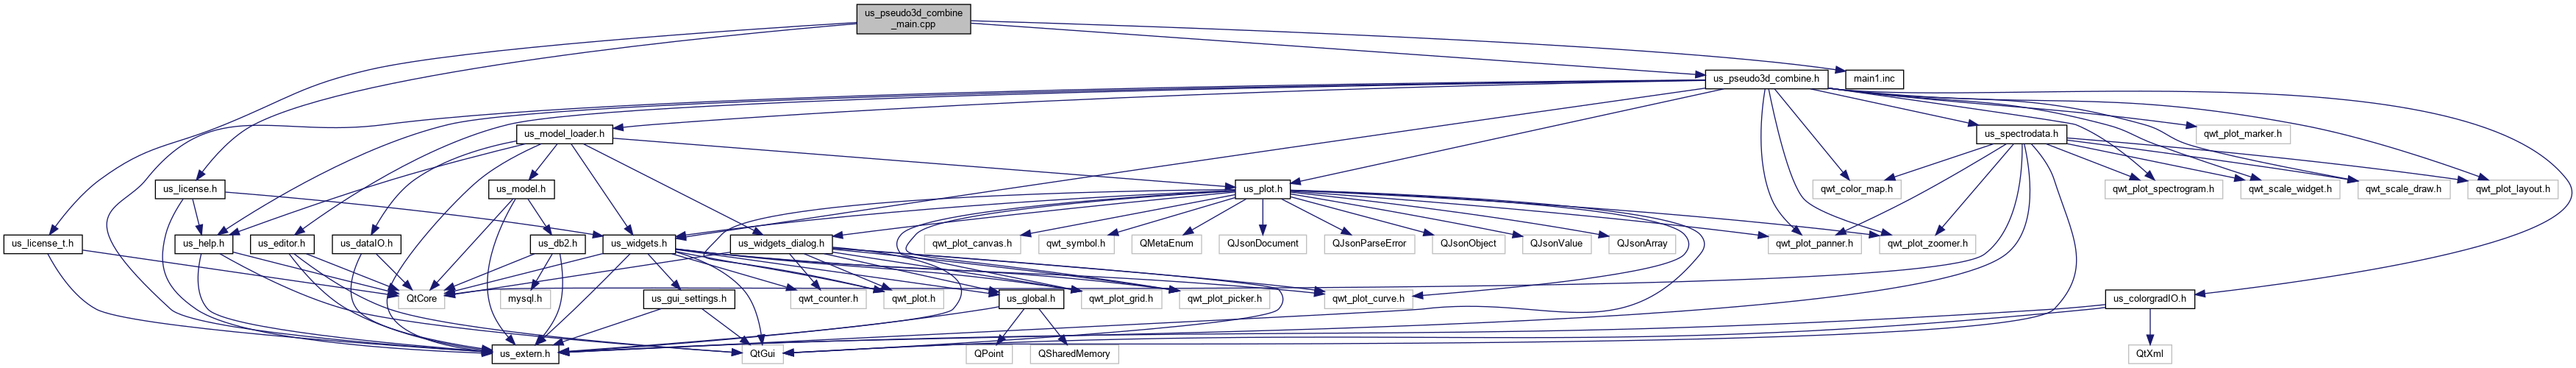 us_pseudo3d_combine
_main.cpp
us_pseudo3d_combine.h
main1.inc
us_model_loader.h
us_spectrodata.h
qwt_plot_marker.h
us_license.h
us_model.h
us_plot.h
qwt_color_map.h
qwt_plot_spectrogram.h
qwt_scale_widget.h
qwt_scale_draw.h
qwt_plot_layout.h
us_license_t.h
us_help.h
us_editor.h
us_dataIO.h
us_db2.h
us_widgets.h
us_widgets_dialog.h
qwt_plot_canvas.h
qwt_symbol.h
QMetaEnum
QJsonDocument
QJsonParseError
QJsonObject
QJsonValue
QJsonArray
qwt_plot_panner.h
qwt_plot_zoomer.h
QtCore
mysql.h
us_gui_settings.h
qwt_counter.h
qwt_plot.h
us_global.h
qwt_plot_grid.h
qwt_plot_picker.h
qwt_plot_curve.h
us_colorgradIO.h
us_extern.h
QtGui
QPoint
QSharedMemory
QtXml